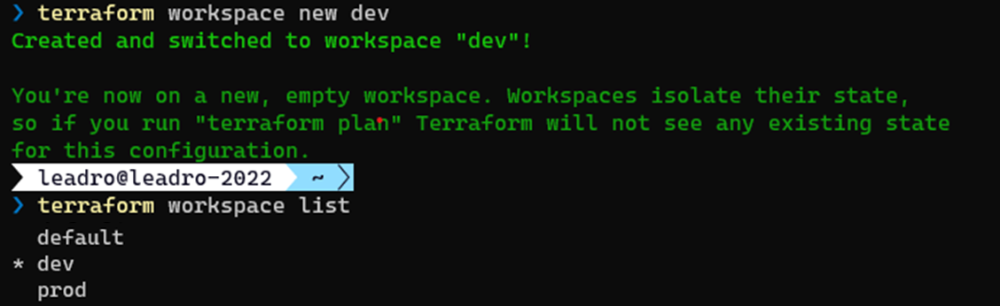 ❯ terraform workspace new dev
Created and switched to workspace "dev"!
You're now on a new, empty workspace. Workspaces isolate their state,
so if you run "terraform plan" Terraform will not see any existing state
for this configuration.
leadro@leadro-2022 ~
❯ terraform workspace list
default
* dev
prod